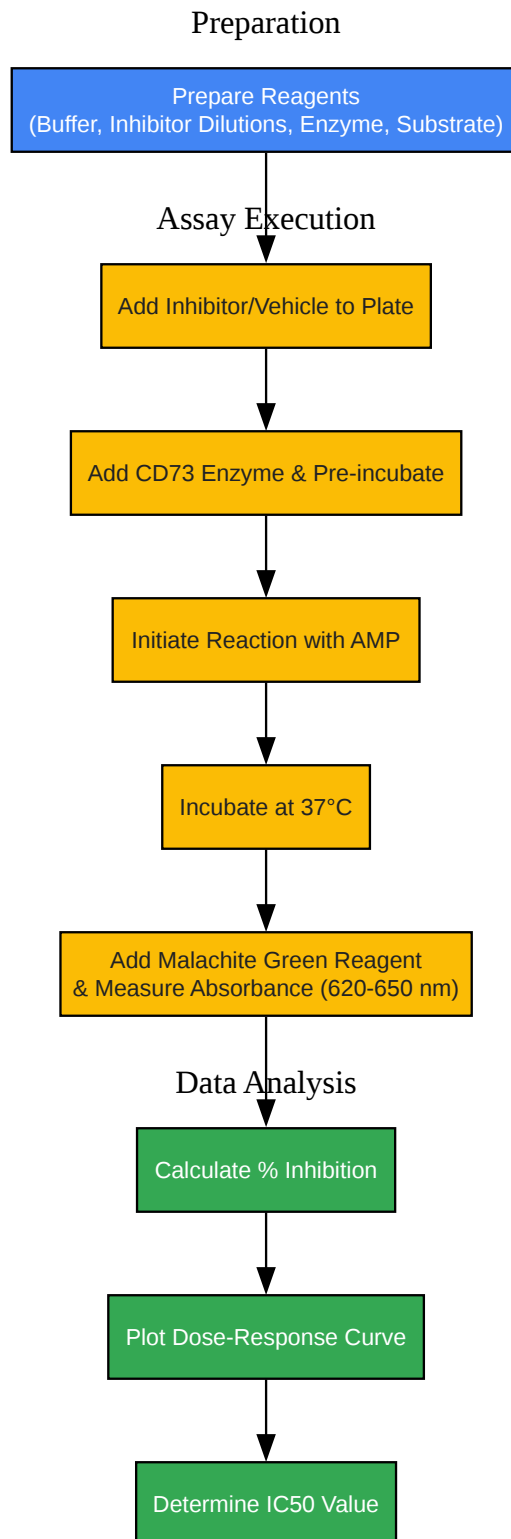 Preparation
Prepare Reagents
(Buffer, Inhibitor Dilutions, Enzyme, Substrate)
Assay Execution
Add Inhibitor/Vehicle to Plate
Add CD73 Enzyme & Pre-incubate
Initiate Reaction with AMP
Incubate at 37°C
Add Malachite Green Reagent
& Measure Absorbance (620-650 nm)
Data Analysis
Calculate % Inhibition
Plot Dose-Response Curve
Determine IC50 Value